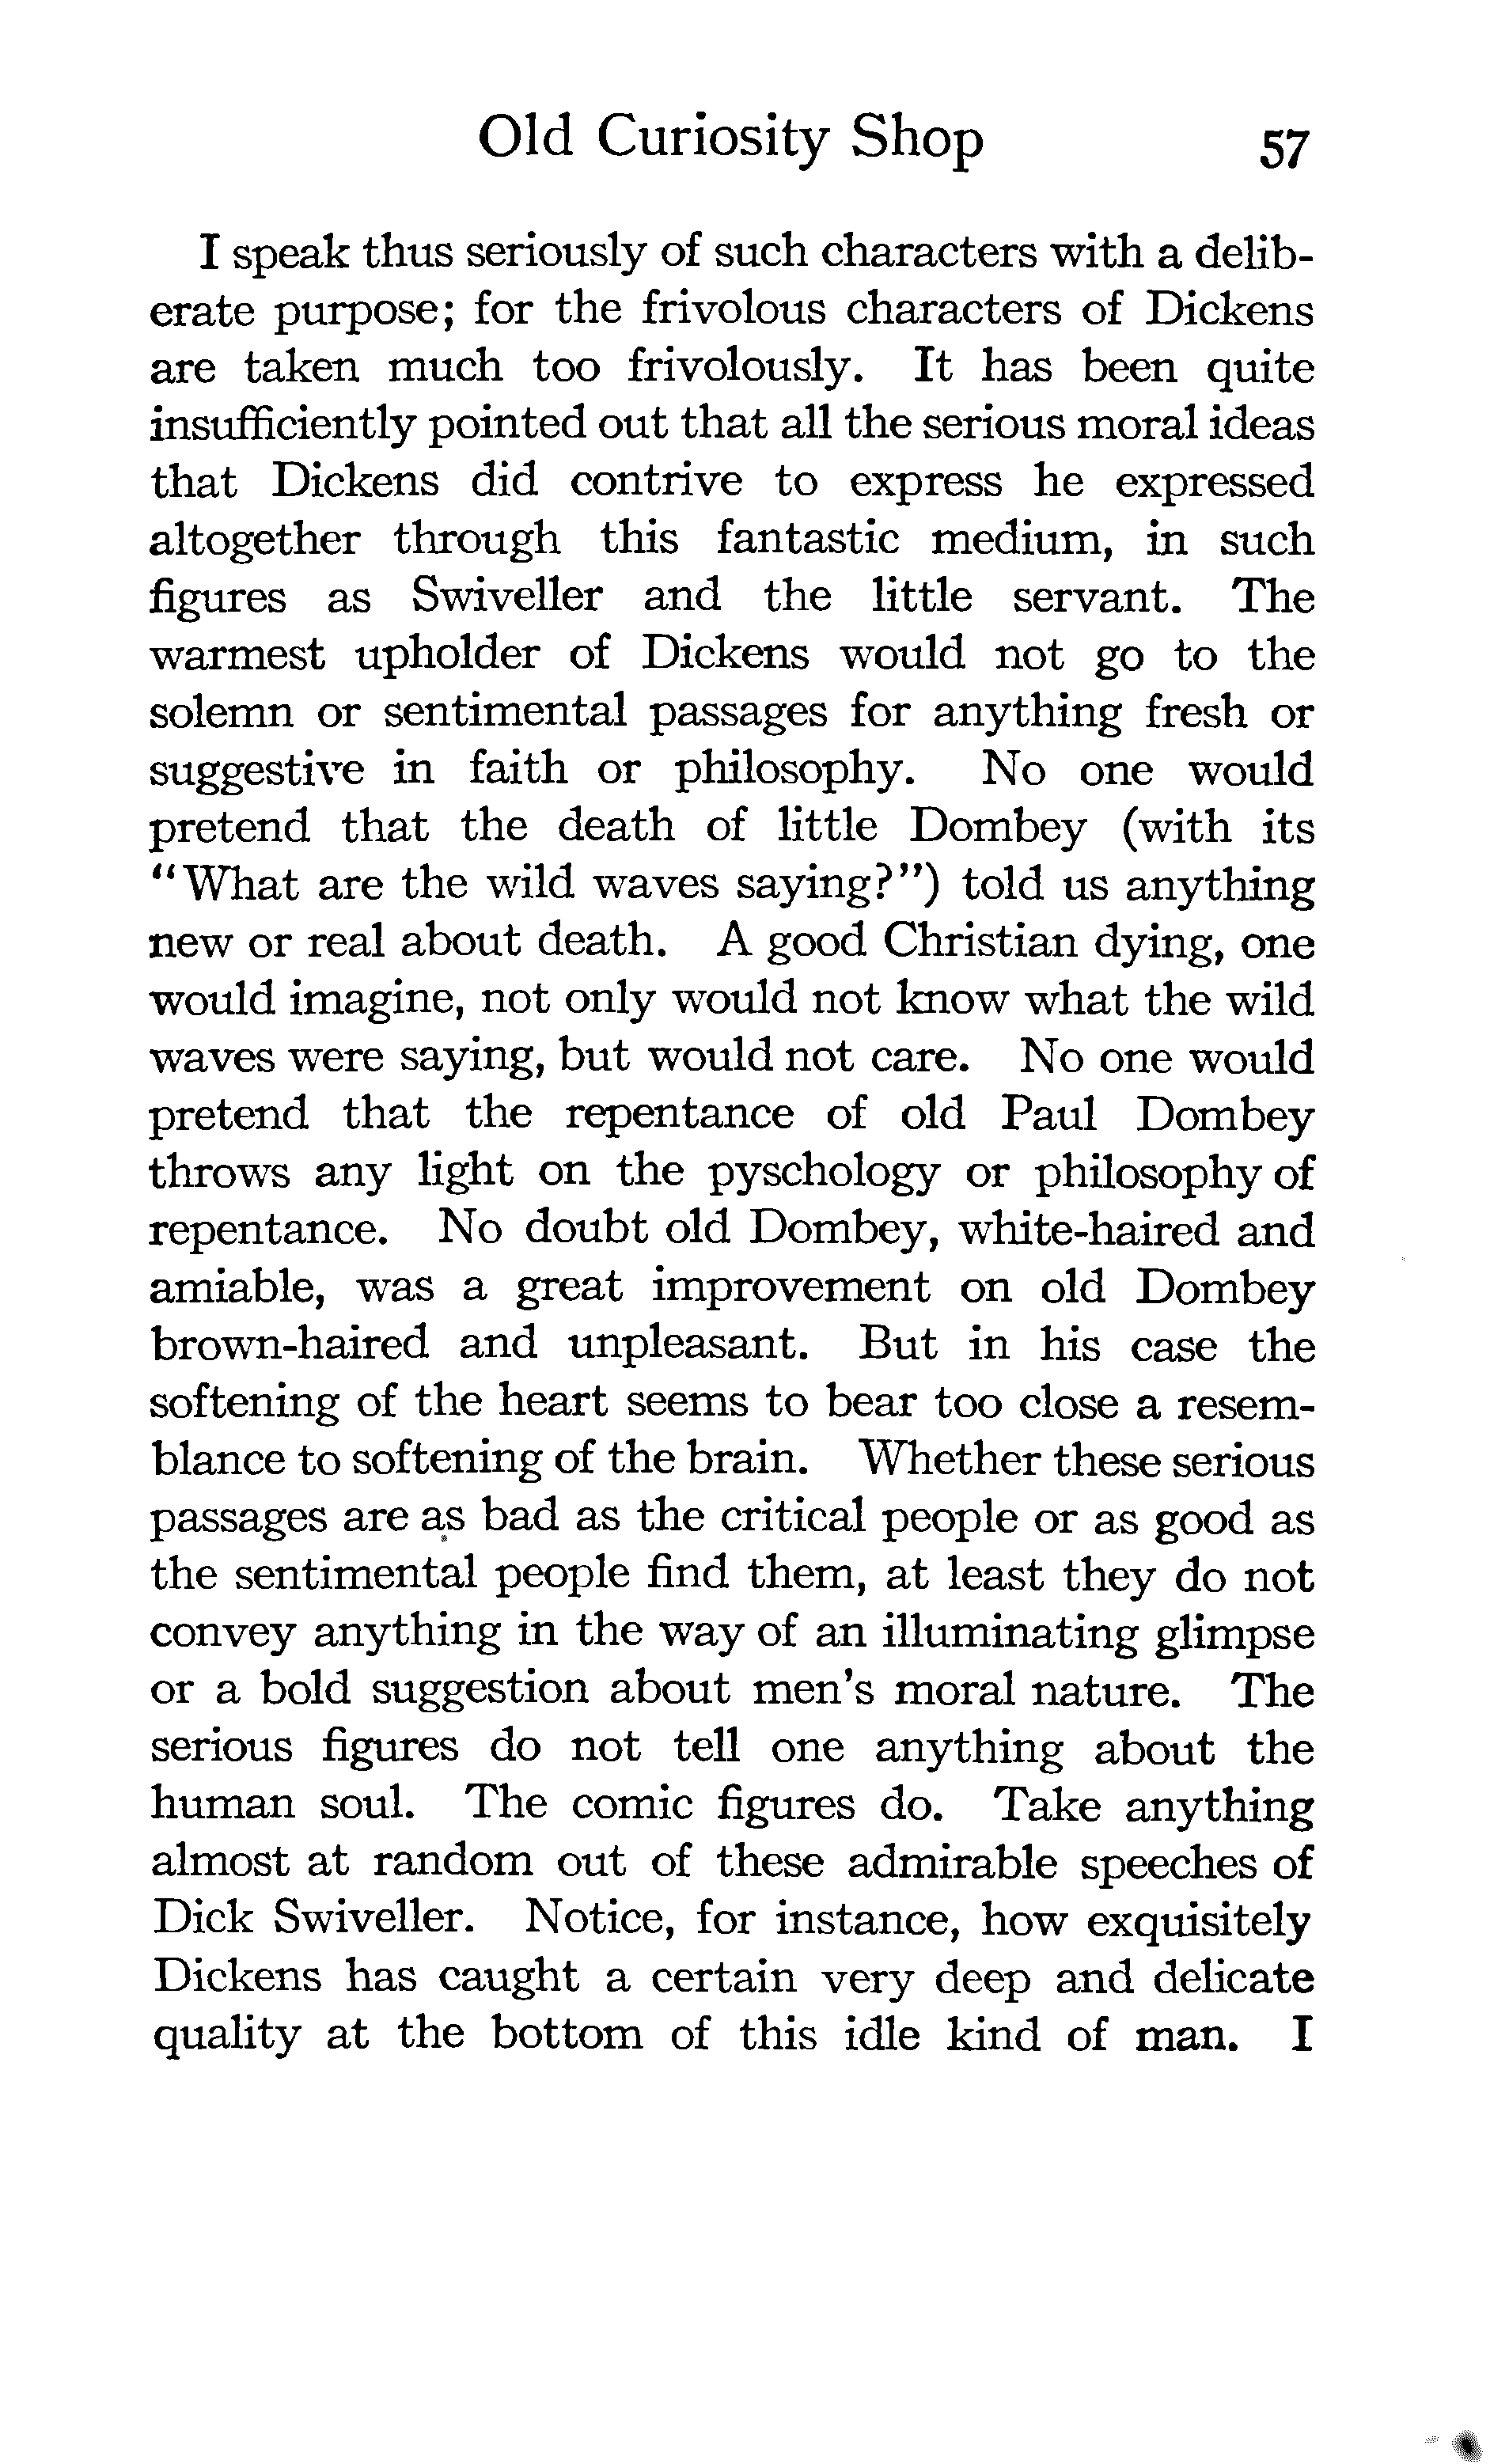 Old Curiosity Shop 57
I speak thus seriously of such characters with a delib-
erate purpose; for the frivolous characters of Dickens
are taken much too frivolously. It has been quite
insufficiently pointed out that all the serious moral ideas
that Dickens did contrive to express he expressed
altogether through this fantastic medium, in such
figures as Swiveller and the little servant. The
warmest upholder of Dickens would not go to the
solemn or sentimental passages for anything fresh or
suggestive in faith or philosophy. No one would
pretend that the death of little Dombey (with its
"What are the wild waves saying?") told us anything
new or real about death. A good Christian dying, one
would imagine, not only would not know what the wild
waves were saying, but would not care. No one would
pretend that the repentance of old Paul Dombey
throws any light on the pyschology or philosophy of
repentance. No doubt old Dombey, white-haired and
amiable, was a great improvement on old Dombey
brown-haired and unpleasant. But in his case the
softening of the heart seems to bear too close a resem-
blance to softening of the brain. Whether these serious
passages are as bad as the critical people or as good as
the sentimental people find them, at least they do not
convey anything in the way of an illuminating glimpse
or a bold suggestion about men's moral nature. The
serious figures do not tell one anything about the
human soul. The comic figures do. Take anything
almost at random out of these admirable speeches of
Dick Swiveller. Notice, for instance, how exquisitely
Dickens has caught a certain very deep and delicate
quality at the bottom of this idle kind of man. I